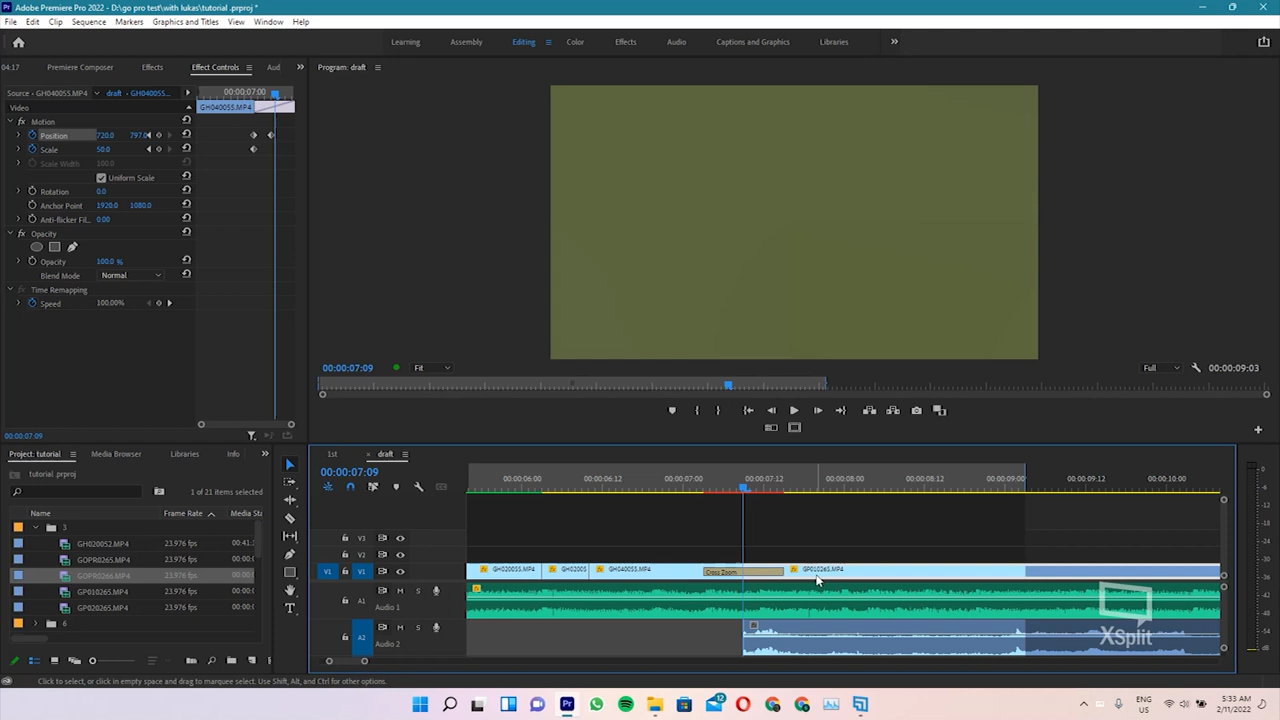 Adobe Premiere Pro 2022 - D:\go pro test\with lukas\tutorial .prproj *
File Edit Clip Sequence Markers Graphics and Titles View Window Help
Learning Assembly Editing Color Effects Audio Captions and Graphics Libraries
04:17 Premiere Composer Effects Effect Controls Aud
Program: draft
Source - GH040055.MP4 draft - GH040055... 00:00:07:00
Video GH040055.MP4
fx Motion
Position 720.0 797.0
Scale 50.0
Scale Width 100.0
Uniform Scale
Rotation 0.0
Anchor Point 1920.0 1080.0
Anti-flicker Fil... 0.00
fx Opacity
Opacity 100.0 %
Blend Mode Normal
Time Remapping
Speed 100.00%
00:00:07:09 Fit Full 00:00:09:03
00:00:07:09
Project: tutorial Media Browser Libraries Info
tutorial .prproj
1 of 21 items selected
Name Frame Rate Media St
3
GH020052.MP4 23.976 fps 00:41:
GOPR0265.MP4 23.976 fps 00:00:
GOPR0266.MP4 23.976 fps 00:00:
GP010265.MP4 23.976 fps 00:00:
GP020265.MP4 23.976 fps 00:00:
6
1st draft
00:00:07:09
00:00:06:00 00:00:06:12 00:00:07:00 00:00:07:12 00:00:08:00 00:00:08:12 00:00:09:00 00:00:09:12 00:00:10:00
V3
V2
V1 V1 GH020055.MP4 GH02005 GH040055.MP4 Cross Zoom GP010265.MP4
A1 M S
Audio 1
A2 M S
Audio 2
XSplit
0
Click to select, or click in empty space and drag to marquee select. Use Shift, Alt, and Ctrl for other options.
12
ENG
US
5:33 AM
2/11/2022